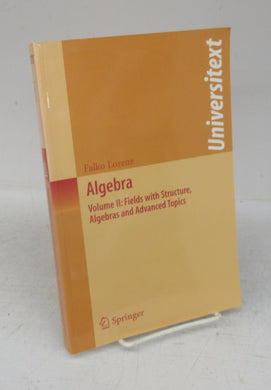 Universitext
Falko Lorenz
Algebra
Volume II: Fields with Structure,
Algebras and Advanced Topics
Springer